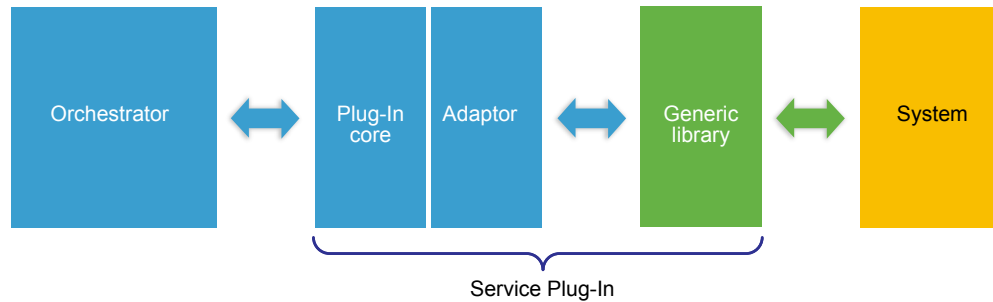 Orchestrator
Plug-In
core
Adaptor
Generic
library
System
Service Plug-In